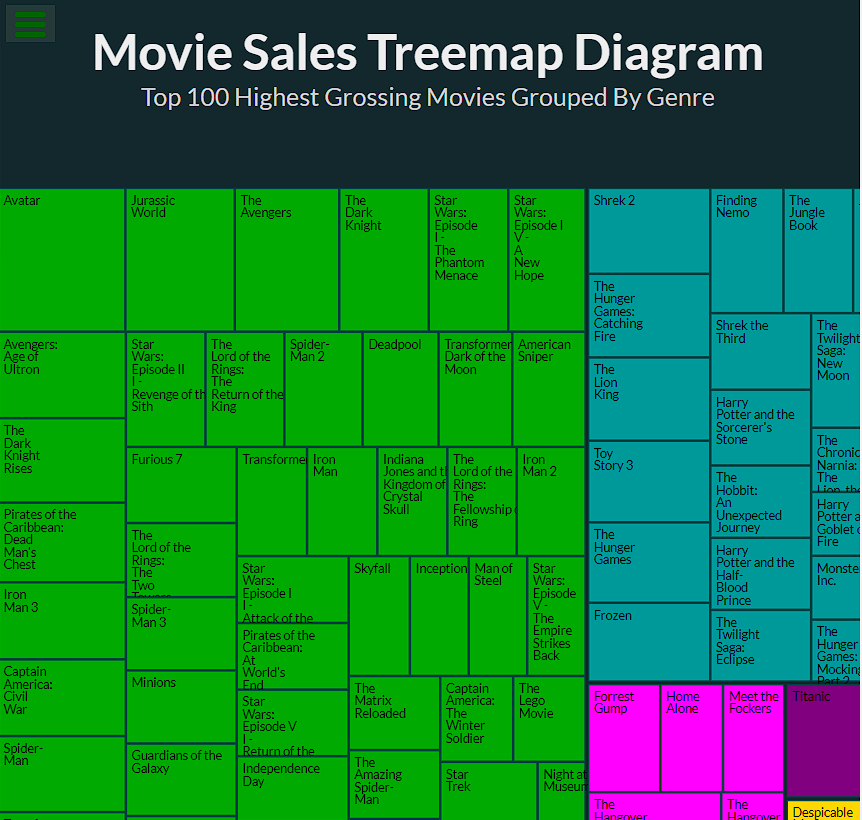 Movie Sales Treemap Diagram
Top 100 Highest Grossing Movies Grouped By Genre
Avatar
Jurassic
World
The
Avengers
The
Dark
Knight
Star
Wars:
Episode
I -
The
Phantom
Menace
Star
Wars:
Episode I
V -
A
New
Hope
Avengers:
Age of
Ultron
Star
Wars:
Episode II
I -
Revenge of th
Sith
The
Lord of the
Rings:
The
Return of the
King
Spider-
Man 2
Deadpool
Transformer
Dark of the
Moon
American
Sniper
The
Dark
Knight
Rises
Furious 7
Transforme
Iron
Man
Indiana
Jones and t
Kingdom of
Crystal
Skull
The
Lord of the
Rings:
The
Fellowship
Ring
Iron
Man 2
Pirates of the
Caribbean:
Dead
Man's
Chest
The
Lord of the
Rings:
The
Two
Towers
Star
Wars:
Episode I
I -
Attack of the
Skyfall
Inception
Man of
Steel
Star
Wars:
Episode
V -
The
Empire
Strikes
Back
Iron
Man 3
Spider-
Man 3
Pirates of the
Caribbean:
At
World's
End
Captain
America:
Civil
War
Minions
Star
Wars:
Episode V
I -
Return of the
The
Matrix
Reloaded
Captain
America:
The
Winter
Soldier
The
Lego
Movie
Spider-
Man
Guardians of the
Galaxy
Independence
Day
The
Amazing
Spider-
Man
Star
Trek
Night at
Museum
Shrek 2
Finding
Nemo
The
Jungle
Book
The
Hunger
Games:
Catching
Fire
Shrek the
Third
The
Twilight
Saga:
New
Moon
The
Lion
King
Harry
Potter and the
Sorcerer's
Stone
The
Chronic
Narnia:
The
Lion, the
Toy
Story 3
The
Hobbit:
An
Unexpected
Journey
Harry
Potter a
Goblet o
Fire
The
Hunger
Games
Harry
Potter and the
Half-
Blood
Prince
Monste
Inc.
Frozen
The
Twilight
Saga:
Eclipse
The
Hunger
Games:
Mocking
Part 2
Forrest
Gump
Home
Alone
Meet the
Fockers
Titanic
The
Hangover
The
Hangover
Despicable